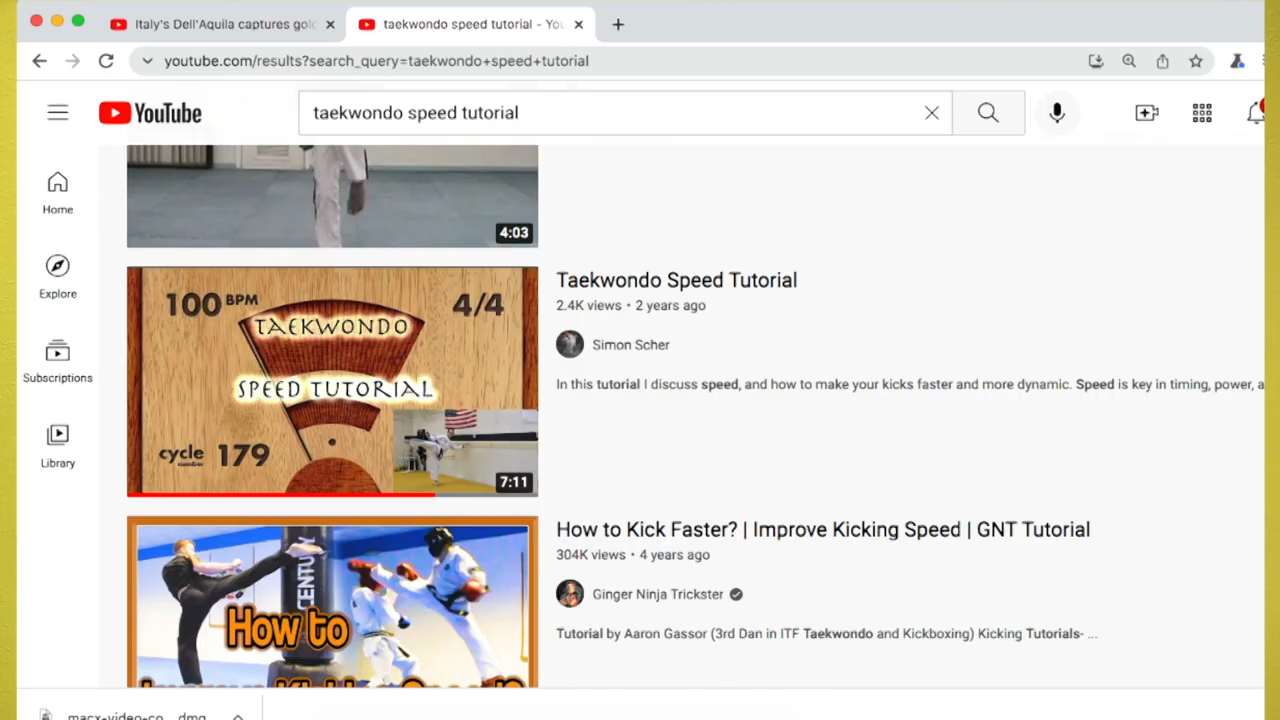 Italy's Dell'Aquila captures gol
taekwondo speed tutorial - You
youtube.com/results?search_query=taekwondo+speed+tutorial
YouTube
taekwondo speed tutorial
Home
Explore
Subscriptions
Library
4:03
100 BPM
4/4
TAEKWONDO
SPEED TUTORIAL
cycle
179
7:11
Taekwondo Speed Tutorial
2.4K views • 2 years ago
Simon Scher
In this tutorial I discuss speed, and how to make your kicks faster and more dynamic. Speed is key in timing, power, a
CENTURY
How to
How to Kick Faster? | Improve Kicking Speed | GNT Tutorial
304K views • 4 years ago
Ginger Ninja Trickster
Tutorial by Aaron Gassor (3rd Dan in ITF Taekwondo and Kickboxing) Kicking Tutorials- ...
macx-video-co....dmg